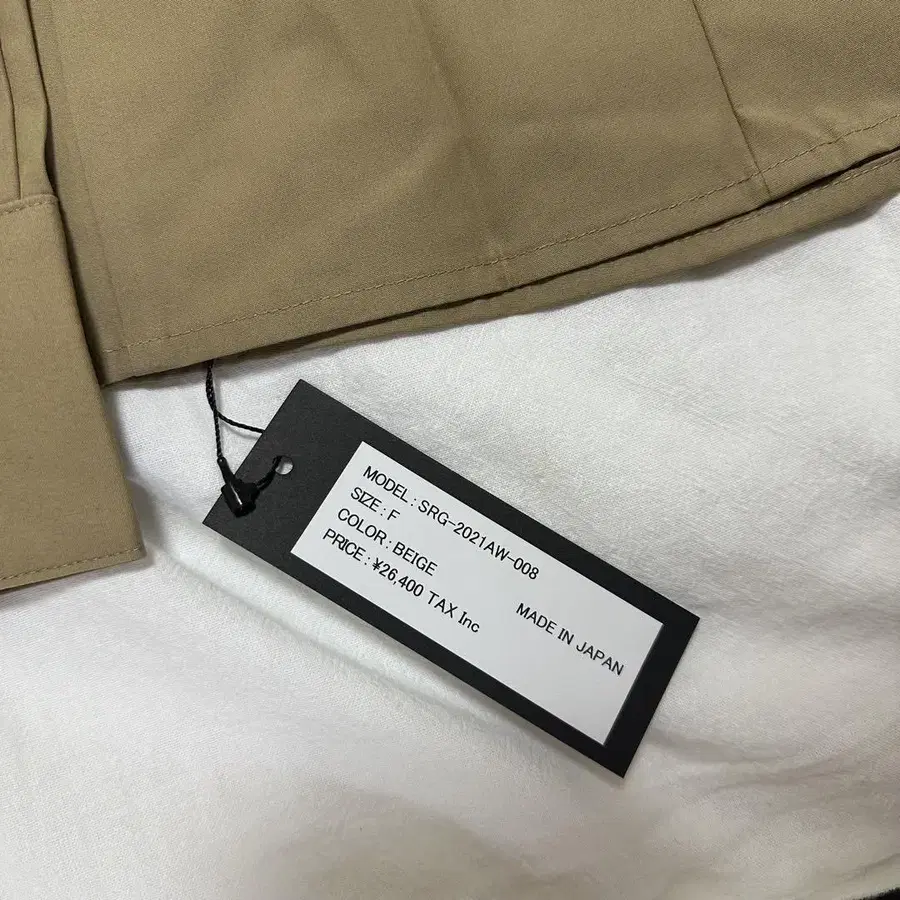 MODEL : SRG-2021AW-008
SIZE : F
COLOR : BEIGE
PRICE : ¥26,400 TAX Inc
MADE IN JAPAN